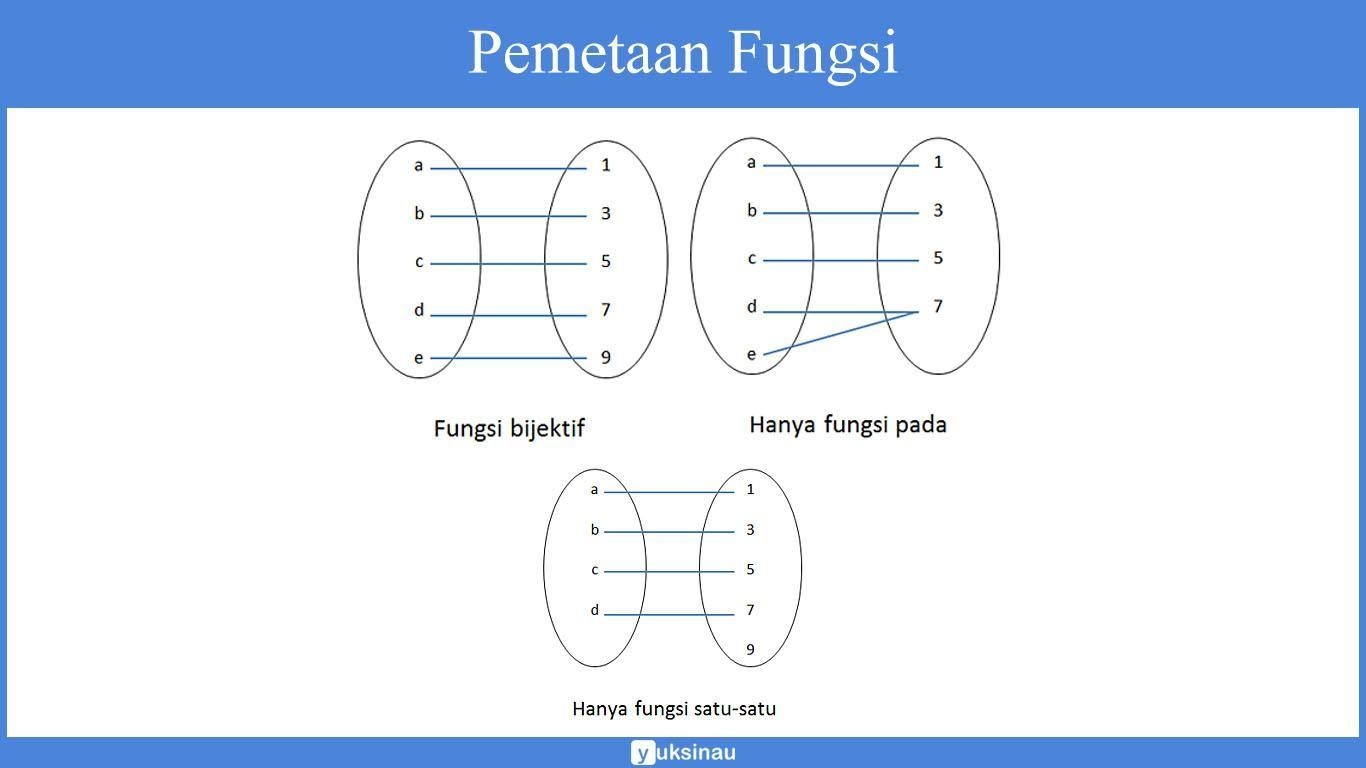 Pemetaan Fungsi
a 1
b 3
c 5
d 7
e 9
Fungsi bijektif
a 1
b 3
c 5
d 7
e
Hanya fungsi pada
a 1
b 3
c 5
d 7
9
Hanya fungsi satu-satu
yuksinau